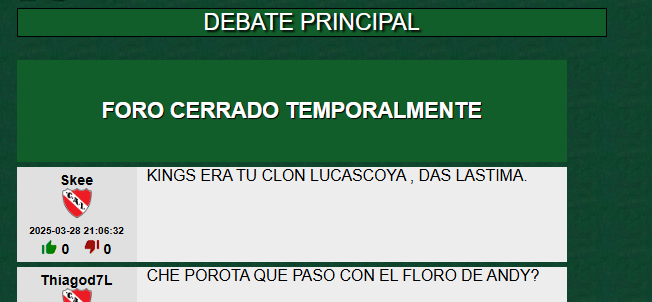 DEBATE PRINCIPAL
FORO CERRADO TEMPORALMENTE
Skee
KINGS ERA TU CLON LUCASCOYA , DAS LASTIMA.
C.A.I.
2025-03-28 21:06:32
0 0
Thiagod7L
CHE POROTA QUE PASO CON EL FLORO DE ANDY?